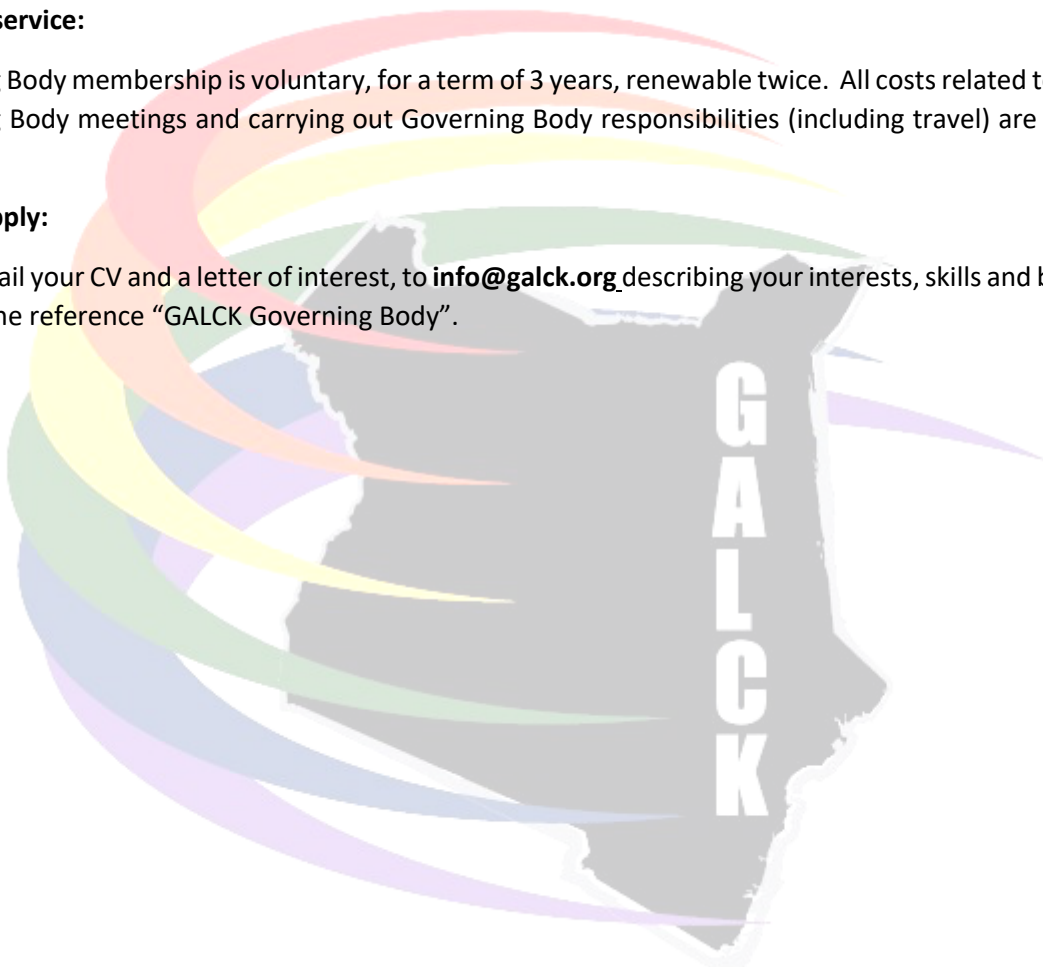 service:
Body membership is voluntary, for a term of 3 years, renewable twice. All costs related
Body meetings and carrying out Governing Body responsibilities (including travel) are
ail your CV and a letter of interest, to info@galck.org describing your interests, skills and
reference “GALCK Governing Body”.
GALCK